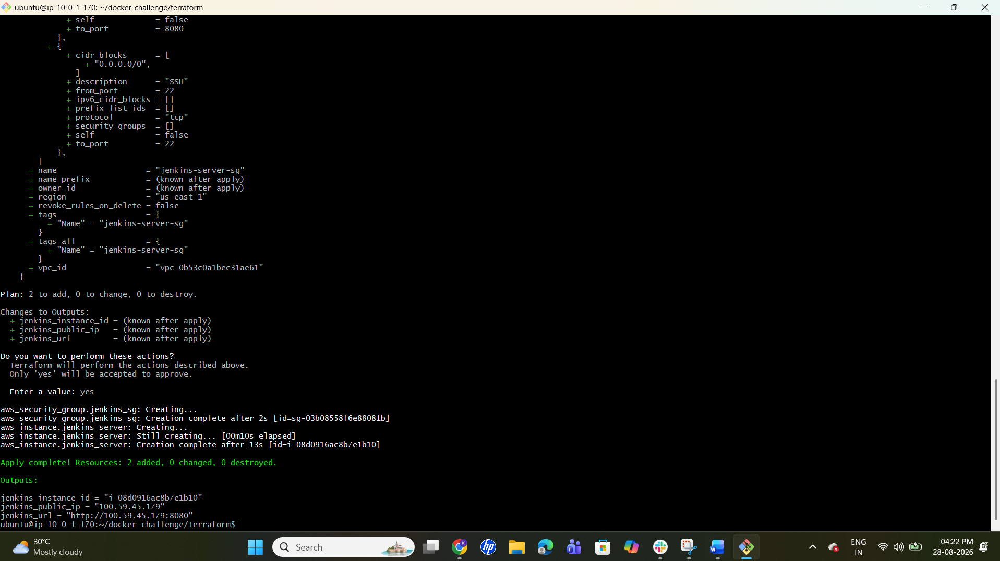 ubuntu@ip-10-0-1-170: ~/docker-challenge/terraform
+ self = false
+ to_port = 8080
},
+ {
+ cidr_blocks = [
+ "0.0.0.0/0",
]
+ description = "SSH"
+ from_port = 22
+ ipv6_cidr_blocks = []
+ prefix_list_ids = []
+ protocol = "tcp"
+ security_groups = []
+ self = false
+ to_port = 22
},
]
+ name = "jenkins-server-sg"
+ name_prefix = (known after apply)
+ owner_id = (known after apply)
+ region = "us-east-1"
+ revoke_rules_on_delete = false
+ tags = {
+ "Name" = "jenkins-server-sg"
}
+ tags_all = {
+ "Name" = "jenkins-server-sg"
}
+ vpc_id = "vpc-0b53c0a1bec31ae61"
}
Plan: 2 to add, 0 to change, 0 to destroy.
Changes to Outputs:
+ jenkins_instance_id = (known after apply)
+ jenkins_public_ip = (known after apply)
+ jenkins_url = (known after apply)
Do you want to perform these actions?
Terraform will perform the actions described above.
Only 'yes' will be accepted to approve.
Enter a value: yes
aws_security_group.jenkins_sg: Creating...
aws_security_group.jenkins_sg: Creation complete after 2s [id=sg-03b08558f6e88081b]
aws_instance.jenkins_server: Creating...
aws_instance.jenkins_server: Still creating... [00m10s elapsed]
aws_instance.jenkins_server: Creation complete after 13s [id=i-08d0916ac8b7e1b10]
Apply complete! Resources: 2 added, 0 changed, 0 destroyed.
Outputs:
jenkins_instance_id = "i-08d0916ac8b7e1b10"
jenkins_public_ip = "100.59.45.179"
jenkins_url = "http://100.59.45.179:8080"
ubuntu@ip-10-0-1-170:~/docker-challenge/terraform$
30°C
Mostly cloudy
Search
K
hp
T
W
ENG
IN
04:22 PM
28-08-2026